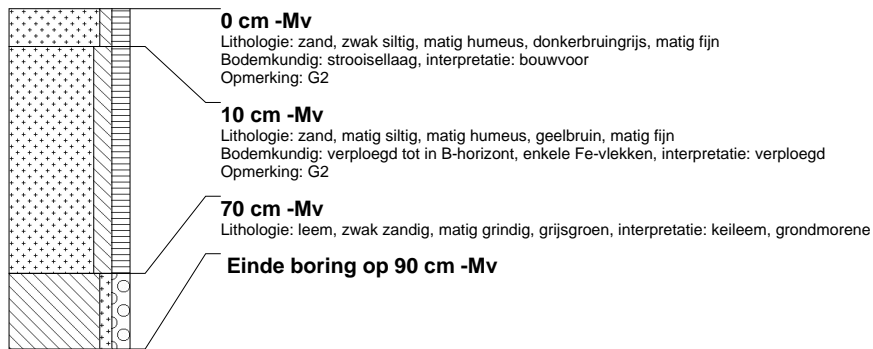 0 cm -Mv
Lithologie: zand, zwak siltig, matig humeus, donkerbruingrijs, matig fijn
Bodemkundig: strooisellaag, interpretatie: bouwvoor
Opmerking: G2
10 cm -Mv
Lithologie: zand, matig siltig, matig humeus, geelbruin, matig fijn
Bodemkundig: verploegd tot in B-horizont, enkele Fe-vlekken, interpretatie: verploegd
Opmerking: G2
70 cm -Mv
Lithologie: leem, zwak zandig, matig grindig, grijsgroen, interpretatie: keileem, grondmorene
Einde boring op 90 cm -Mv